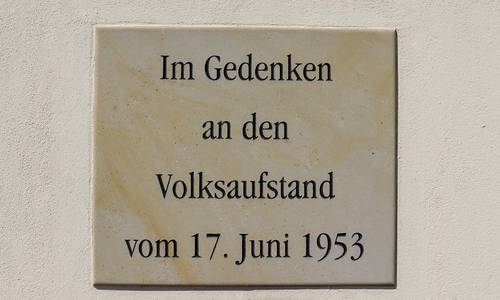 Im Gedenken
an den
Volksaufstand
vom 17. Juni 1953